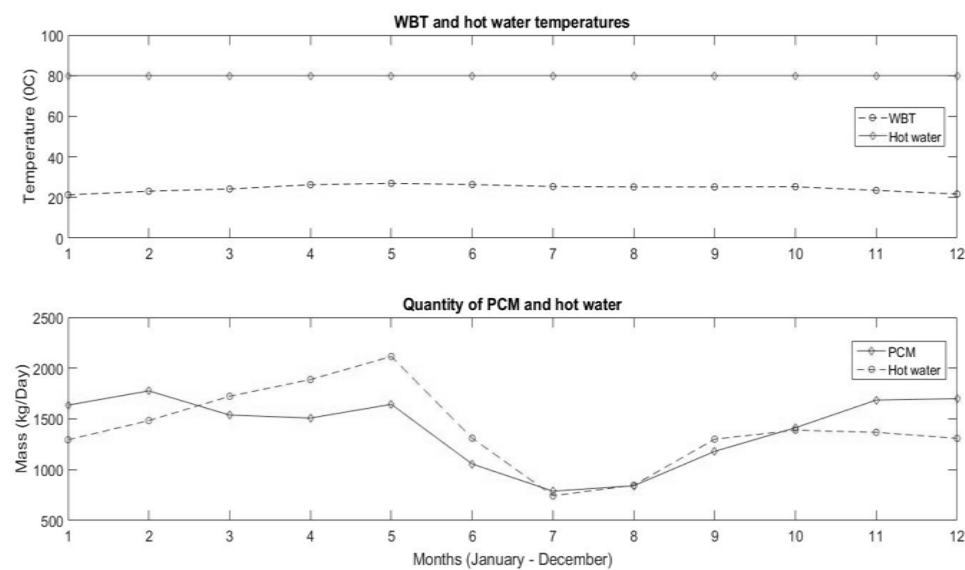 WBT and hot water temperatures
Temperature (0C)
100
80
60
40
20
0
WBT
Hot water
1 2 3 4 5 6 7 8 9 10 11 12
Quantity of PCM and hot water
Mass (kg/Day)
2500
2000
1500
1000
500
PCM
Hot water
1 2 3 4 5 6 7 8 9 10 11 12
Months (January - December)